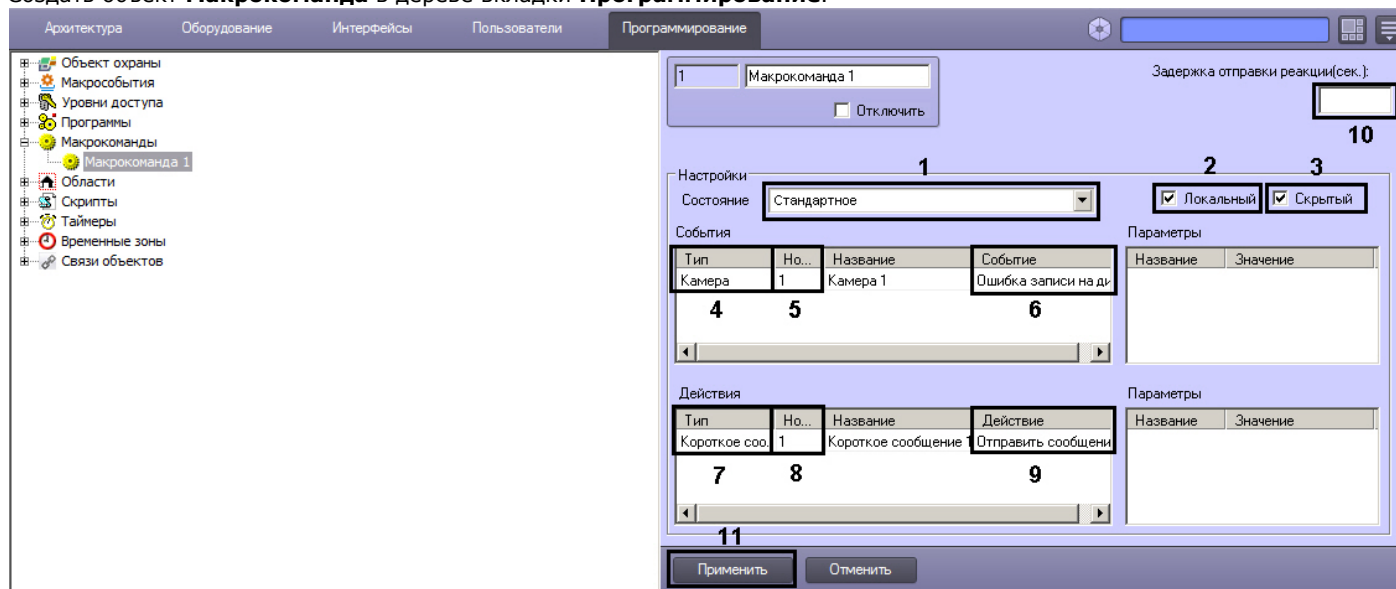 создать объект Макрокоманда в дереве вкладки Программирование.
Архитектура Оборудование Интерфейсы Пользователи Программирование
Объект охраны
Макрособытия
Уровни доступа
Программы
Макрокоманды
Макрокоманда 1
Области
Скрипты
Таймеры
Временные зоны
Связи объектов
1 Макрокоманда 1
Отключить
Задержка отправки реакции(сек.):
10
1 2 3
Настройки
Состояние Стандартное Локальный Скрытый
События Параметры
Тип Но... Название Событие Название Значение
Камера 1 Камера 1 Ошибка записи на ди
4 5 6
Действия Параметры
Тип Но... Название Действие Название Значение
Короткое соо. 1 Короткое сообщение 1 Отправить сообщени
7 8 9
11
Применить Отменить